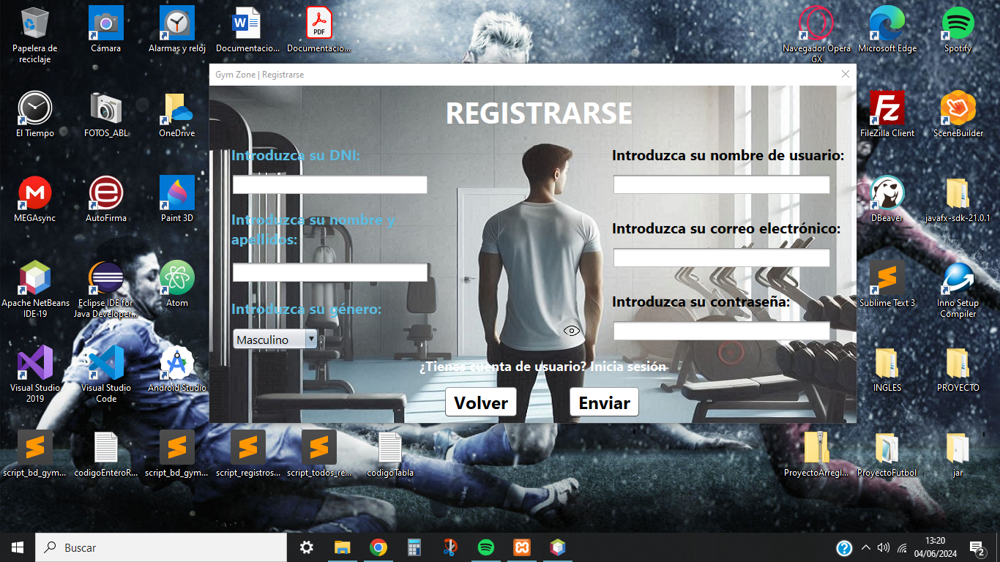 Papelera de
reciclaje
Cámara
Alarmas y reloj
Documentacio...
PDF
Documentacio...
Navegador Opera
GX
Microsoft Edge
Spotify
El Tiempo
FOTOS_ABL
OneDrive
FileZilla Client
SceneBuilder
MEGAsync
AutoFirma
Paint 3D
DBeaver
javafx-sdk-21.0.1
Apache NetBeans
IDE-19
Eclipse IDE for
Java Developer...
Atom
Sublime Text 3
Inno Setup
Compiler
Visual Studio
2019
Visual Studio
Code
Android Studio
INGLES
PROYECTO
Gym Zone | Registrarse
REGISTRARSE
Introduzca su DNI:
Introduzca su nombre y
apellidos:
Introduzca su género:
Masculino
Introduzca su nombre de usuario:
Introduzca su correo electrónico:
Introduzca su contraseña:
¿Tienes cuenta de usuario? Inicia sesión
Volver
Enviar
script_bd_gym...
codigoEnteroR...
script_bd_gym...
script_registros...
script_todos_re...
codigoTabla
ProyectoArregl...
ProyectoFutbol
jar
Buscar
13:20
04/06/2024
2